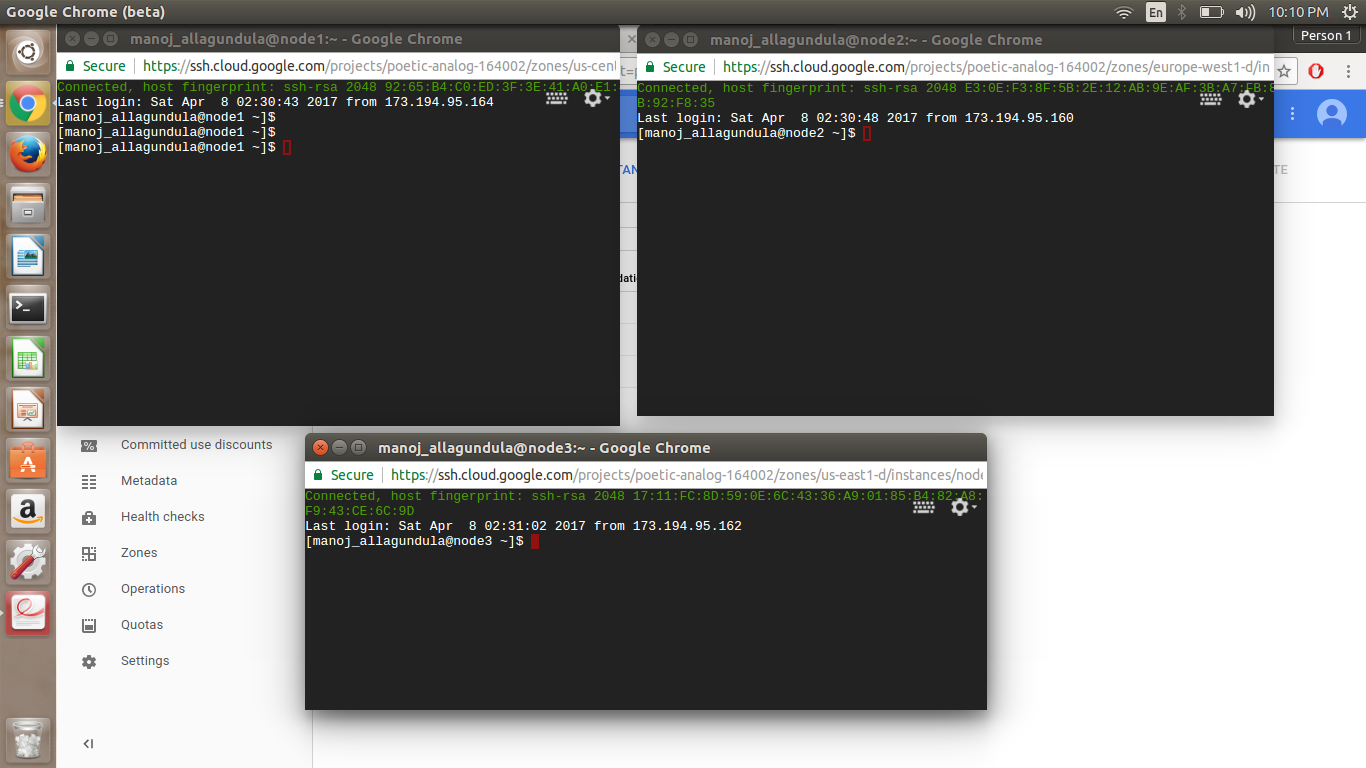 Google Chrome (beta)
En
10:10 PM
manoj_allagundula@node1:~ - Google Chrome
Secure
https://ssh.cloud.google.com/projects/poetic-analog-164002/zones/us-cent
Connected, host fingerprint: ssh-rsa 2048 92:65:B4:C0:ED:3F:3E:41:A0:E1:
Last login: Sat Apr  8 02:30:43 2017 from 173.194.95.164
[manoj_allagundula@node1 ~]$
[manoj_allagundula@node1 ~]$
[manoj_allagundula@node1 ~]$
manoj_allagundula@node2:~ - Google Chrome
Person 1
Secure
https://ssh.cloud.google.com/projects/poetic-analog-164002/zones/europe-west1-d/in
Connected, host fingerprint: ssh-rsa 2048 E3:0E:F3:8F:5B:2E:12:AB:9E:AF:3B:A7:FB:8
B:92:F8:35
Last login: Sat Apr  8 02:30:48 2017 from 173.194.95.160
[manoj_allagundula@node2 ~]$
TAN
TE
dati
Committed use discounts
Metadata
Health checks
Zones
Operations
Quotas
Settings
manoj_allagundula@node3:~ - Google Chrome
Secure
https://ssh.cloud.google.com/projects/poetic-analog-164002/zones/us-east1-d/instances/node
Connected, host fingerprint: ssh-rsa 2048 17:11:FC:8D:59:0E:6C:43:36:A9:01:85:B4:82:A8:
F9:43:CE:6C:9D
Last login: Sat Apr  8 02:31:02 2017 from 173.194.95.162
[manoj_allagundula@node3 ~]$